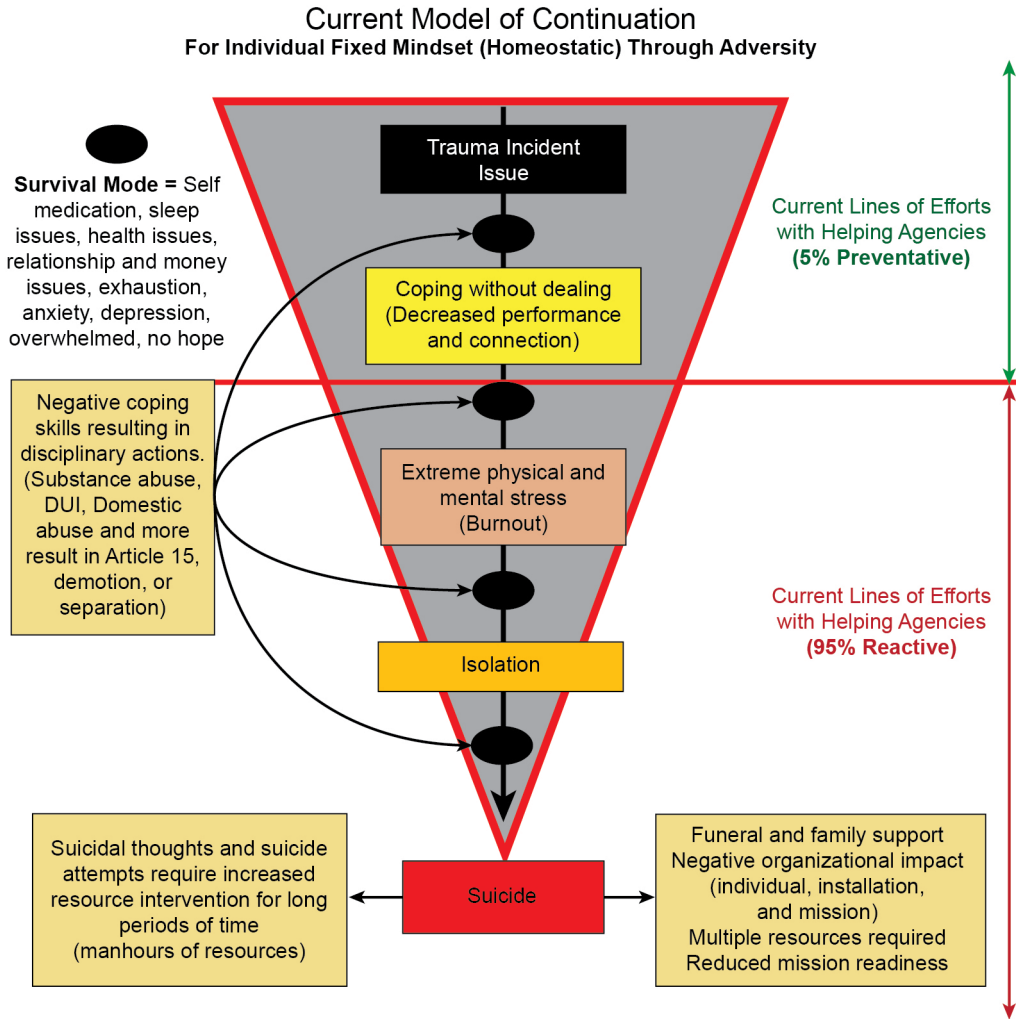 Current Model of Continuation
For Individual Fixed Mindset (Homeostatic) Through Adversity
Trauma Incident
Issue
Survival Mode = Self
medication, sleep
issues, health issues,
relationship and money
issues, exhaustion,
anxiety, depression,
overwhelmed, no hope
Current Lines of Efforts
with Helping Agencies
(5% Preventative)
Coping without dealing
(Decreased performance
and connection)
Negative coping
skills resulting in
disciplinary actions.
(Substance abuse,
DUI, Domestic
abuse and more
result in Article 15,
demotion, or
separation)
Extreme physical and
mental stress
(Burnout)
Current Lines of Efforts
with Helping Agencies
(95% Reactive)
Isolation
Suicidal thoughts and suicide
attempts require increased
resource intervention for long
periods of time
(manhours of resources)
Suicide
Funeral and family support
Negative organizational impact
(individual, installation,
and mission)
Multiple resources required
Reduced mission readiness